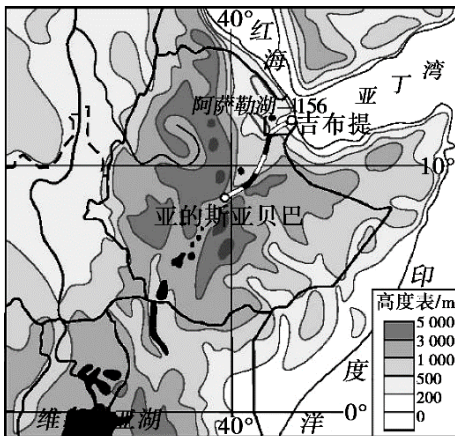 40°
红海
亚丁湾
阿萨勒湖 -156
吉布提
10°
亚的斯亚贝巴
印度洋
高度表/m
5 000
3 000
1 000
500
200
0
维 亚湖
40°
0°